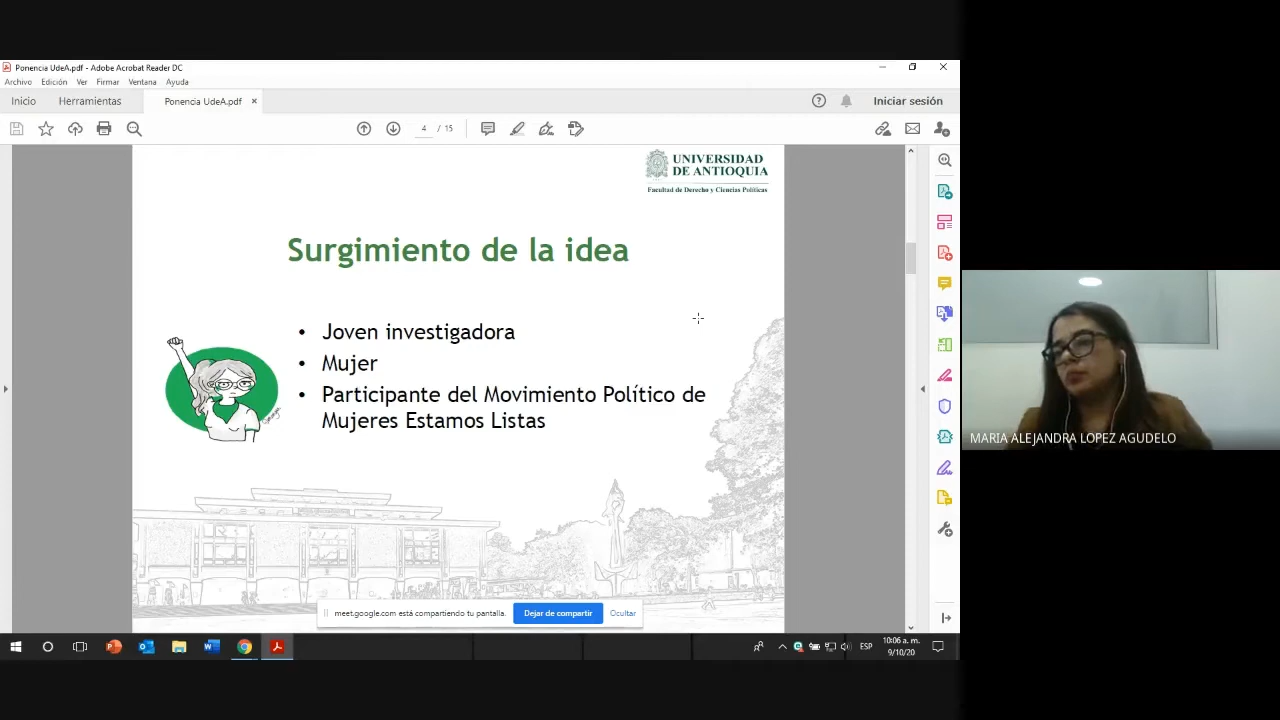 Ponencia UdeA.pdf - Adobe Acrobat Reader DC
Archivo Edición Ver Firmar Ventana Ayuda
Inicio Herramientas Ponencia UdeA.pdf × Iniciar sesión
4 / 15
UNIVERSIDAD
DE ANTIOQUIA
Facultad de Derecho y Ciencias Políticas
Surgimiento de la idea
• Joven investigadora
• Mujer
• Participante del Movimiento Político de
Mujeres Estamos Listas
MARIA ALEJANDRA LOPEZ AGUDELO
meet.google.com está compartiendo tu pantalla. Dejar de compartir Ocultar
ESP
10:06 a. m.
9/10/20